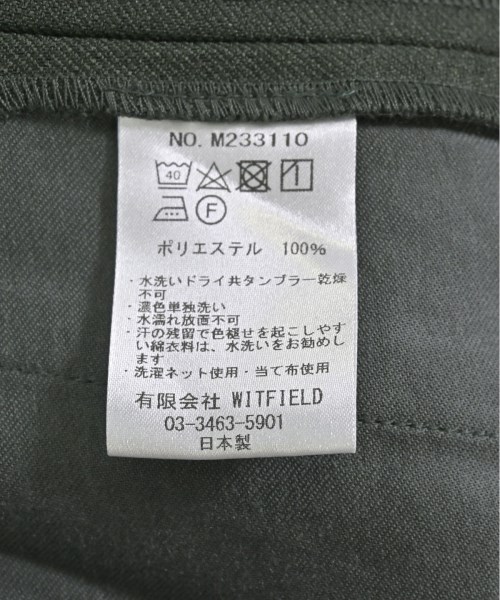 NO. M233110
40
F
ポリエステル 100%
・水洗いドライ共タンブラー乾燥
不可
・濃色単独洗い
・水濡れ放置不可
・汗の残留で色褪せを起こしやす
い綿衣料は、水洗いをお勧めし
ます
・洗濯ネット使用・当て布使用
有限会社 WITFIELD
03-3463-5901
日本製